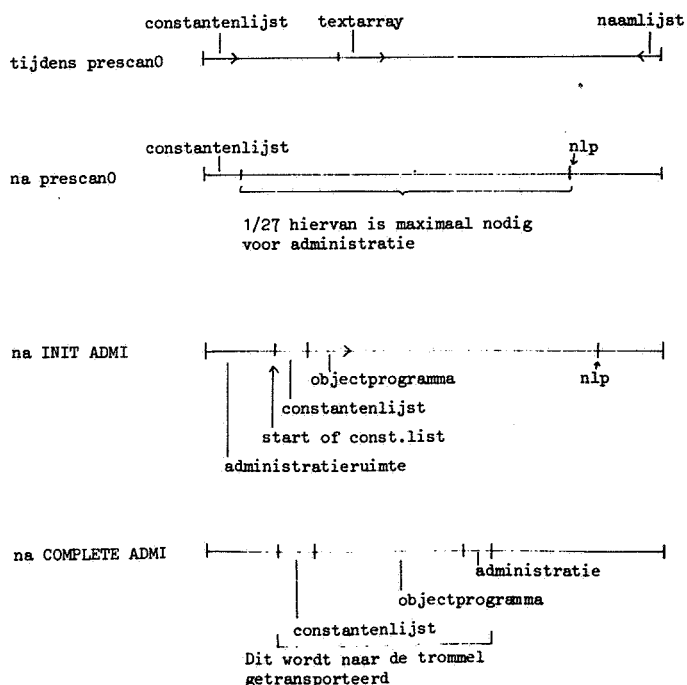 constantenlijst textarray naamlijst
tijdens prescan0
constantenlijst nlp
na prescan0
1/27 hiervan is maximaal nodig
voor administratie
na INIT ADMI
objectprogramma nlp
constantenlijst
start of const.list
administratieruimte
na COMPLETE ADMI
administratie
objectprogramma
constantenlijst
Dit wordt naar de trommel
getransporteerd